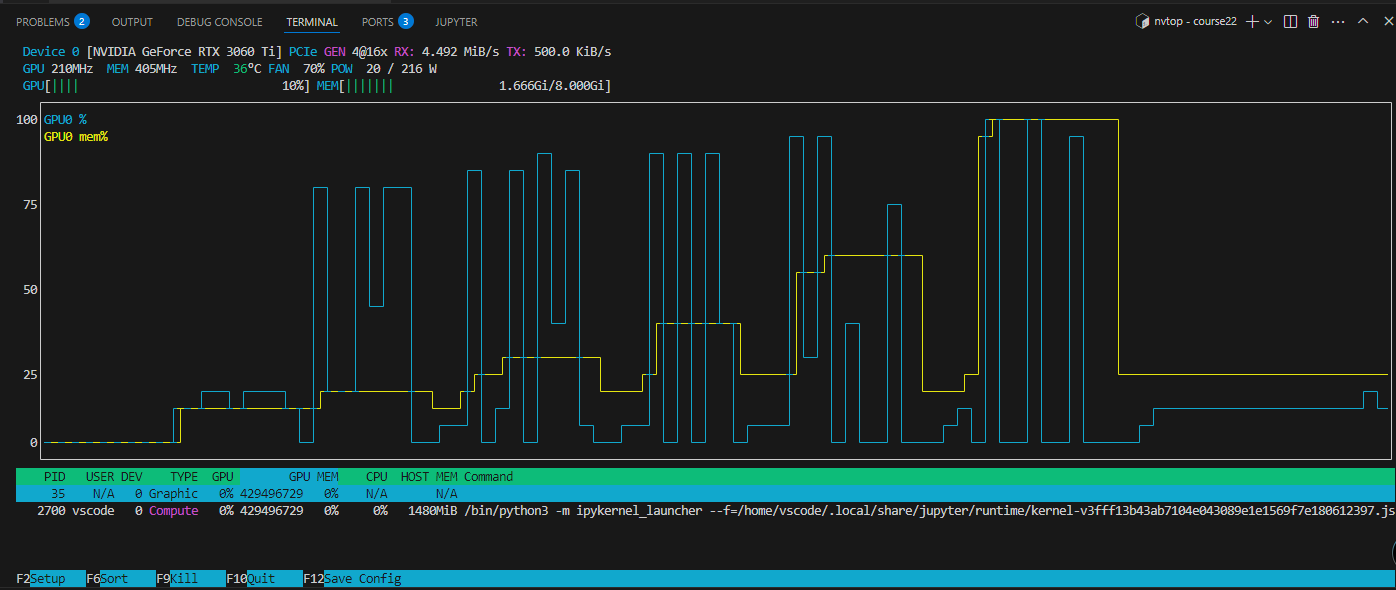 PROBLEMS 2 OUTPUT DEBUG CONSOLE TERMINAL PORTS 3 JUPYTER nvtop - course22
Device 0 [NVIDIA GeForce RTX 3060 Ti] PCIe GEN 4@16x RX: 4.492 MiB/s TX: 500.0 KiB/s
GPU 210MHz MEM 405MHz TEMP 36°C FAN 70% POW 20 / 216 W
GPU[|||| 10%] MEM[||||||| 1.666Gi/8.000Gi]
100 GPU0 %
GPU0 mem%
75
50
25
0
PID USER DEV TYPE GPU GPU MEM CPU HOST MEM Command
35 N/A 0 Graphic 0% 429496729 0% N/A N/A
2700 vscode 0 Compute 0% 429496729 0% 0% 1480MiB /bin/python3 -m ipykernel_launcher --f=/home/vscode/.local/share/jupyter/runtime/kernel-v3fff13b43ab7104e043089e1e1569f7e180612397.js
F2Setup F6Sort F9Kill F10Quit F12Save Config